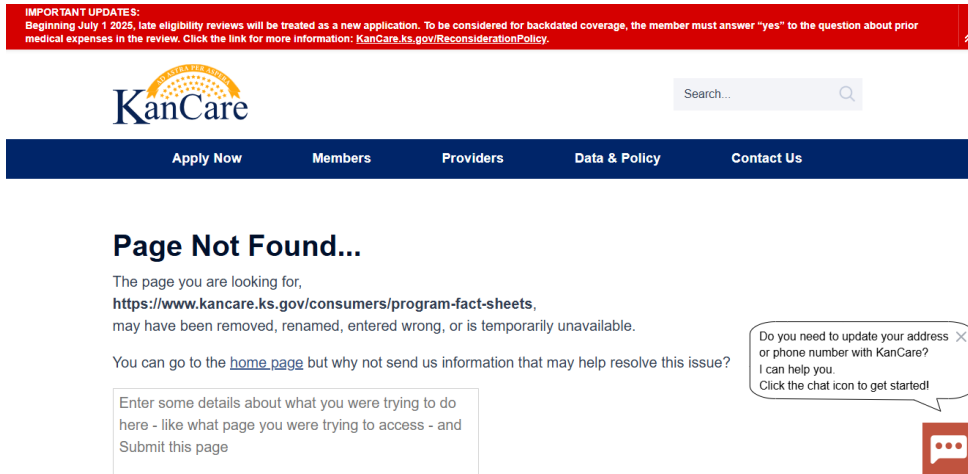 IMPORTANT UPDATES:
Beginning July 1 2025, late eligibility reviews will be treated as a new application. To be considered for backdated coverage, the member must answer “yes” to the question about prior
medical expenses in the review. Click the link for more information: KanCare.ks.gov/ReconsiderationPolicy.
AD ASTRA PER ASPERA
KanCare
Search...
Apply Now Members Providers Data & Policy Contact Us
Page Not Found...
The page you are looking for,
https://www.kancare.ks.gov/consumers/program-fact-sheets,
may have been removed, renamed, entered wrong, or is temporarily unavailable.
You can go to the home page but why not send us information that may help resolve this issue?
Enter some details about what you were trying to do
here - like what page you were trying to access - and
Submit this page
Do you need to update your address
or phone number with KanCare?
I can help you.
Click the chat icon to get started!